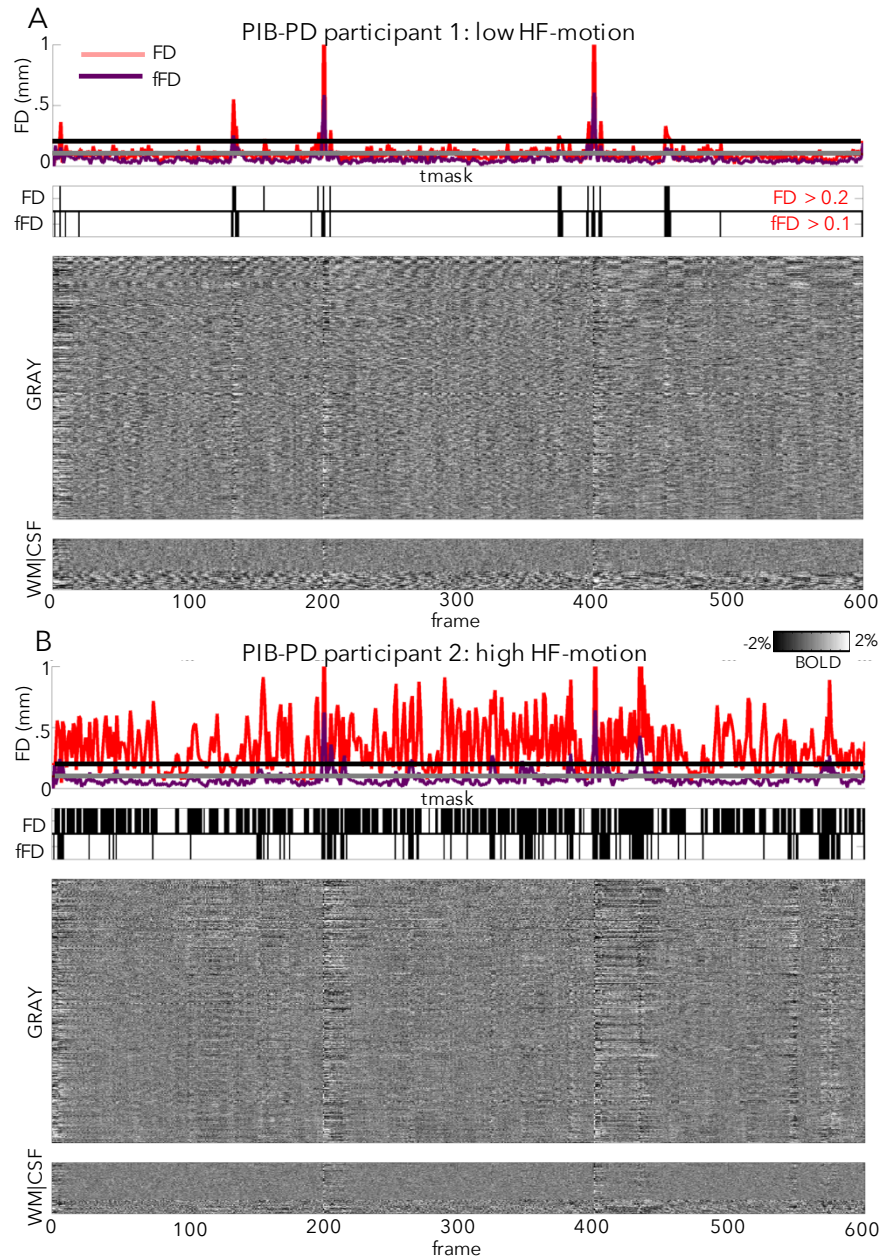 A
PIB-PD participant 1: low HF-motion
FD
fFD
FD (mm)
1
.5
0
tmask
FD
FD > 0.2
fFD
fFD > 0.1
GRAY
WM|CSF
0 100 200 300 400 500 600
frame
B
PIB-PD participant 2: high HF-motion
-2% 2%
BOLD
FD (mm)
1
.5
0
tmask
FD
fFD
GRAY
WM|CSF
0 100 200 300 400 500 600
frame